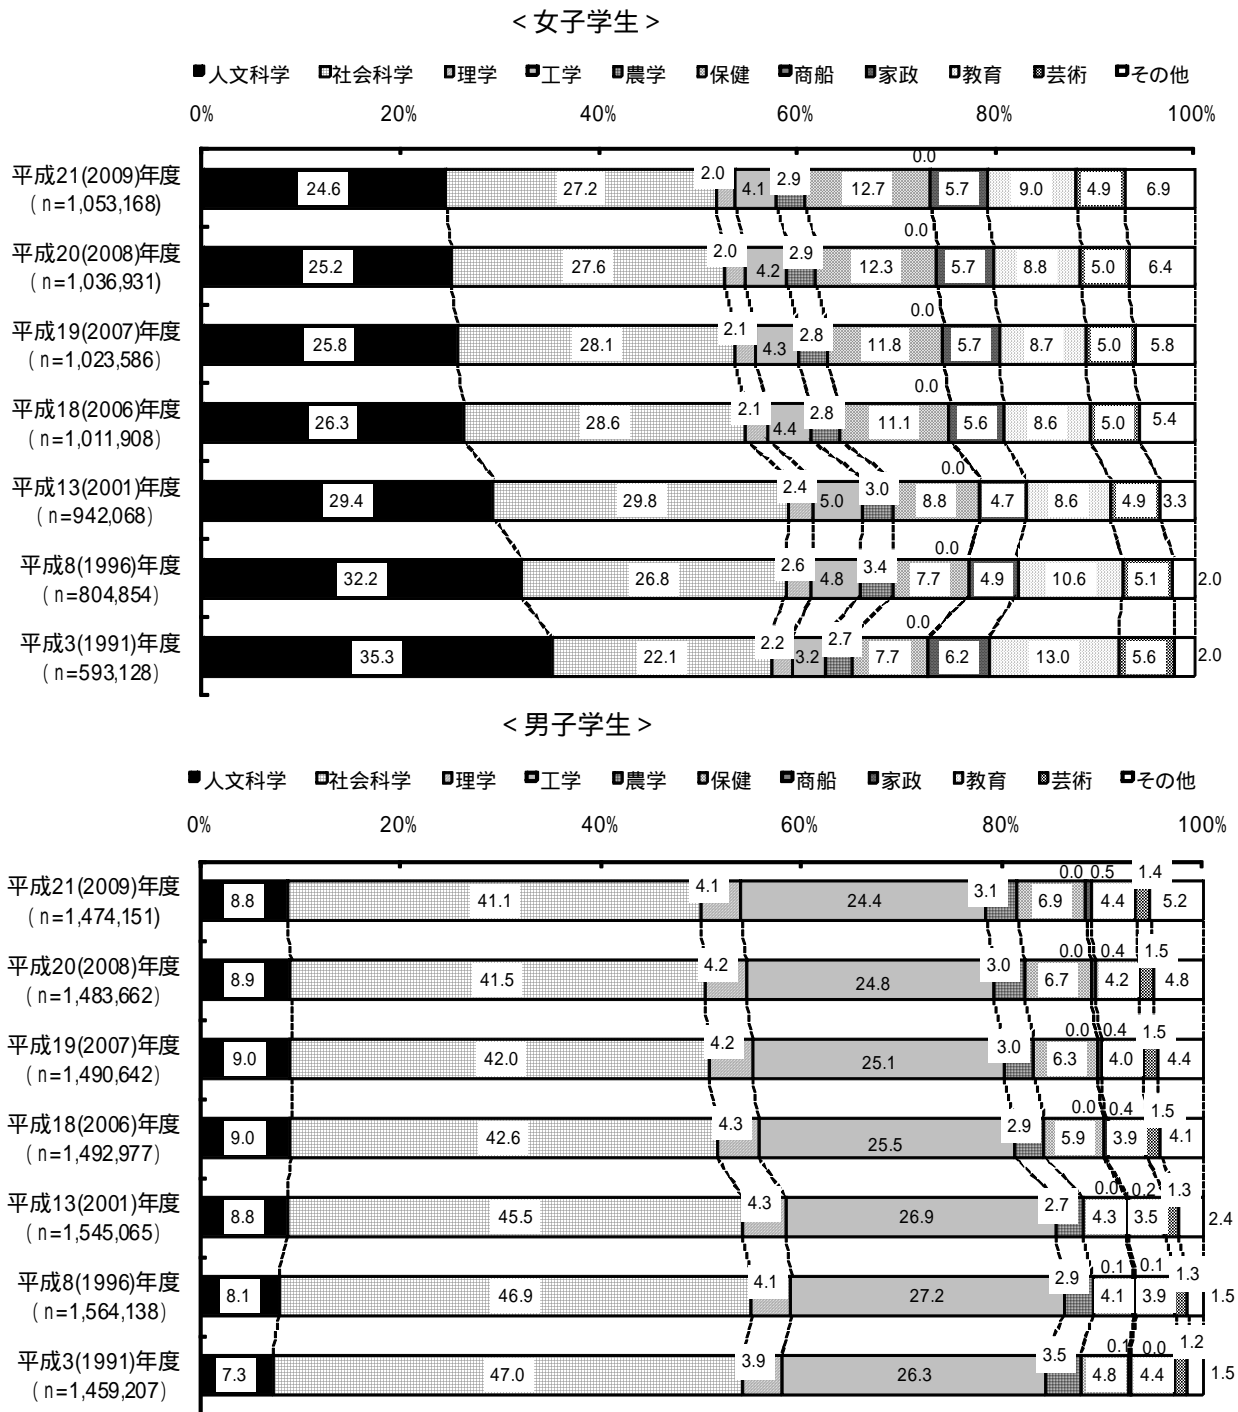 ＜女子学生＞
人文科学 社会科学 理学 工学 農学 保健 商船 家政 教育 芸術 その他
0% 20% 40% 60% 80% 100%
平成21(2009)年度 24.6 27.2 2.0 4.1 2.9 12.7 0.0 5.7 9.0 4.9 6.9
（n=1,053,168)
平成20(2008)年度 25.2 27.6 2.0 4.2 2.9 12.3 0.0 5.7 8.8 5.0 6.4
（n=1,036,931)
平成19(2007)年度 25.8 28.1 2.1 4.3 2.8 11.8 0.0 5.7 8.7 5.0 5.8
（n=1,023,586)
平成18(2006)年度 26.3 28.6 2.1 4.4 2.8 11.1 0.0 5.6 8.6 5.0 5.4
（n=1,011,908)
平成13(2001)年度 29.4 29.8 2.4 5.0 3.0 8.8 0.0 4.7 8.6 4.9 3.3
（n=942,068)
平成8(1996)年度 32.2 26.8 2.6 4.8 3.4 7.7 0.0 4.9 10.6 5.1 2.0
（n=804,854)
平成3(1991)年度 35.3 22.1 2.2 3.2 2.7 7.7 0.0 6.2 13.0 5.6 2.0
（n=593,128)
＜男子学生＞
人文科学 社会科学 理学 工学 農学 保健 商船 家政 教育 芸術 その他
0% 20% 40% 60% 80% 100%
平成21(2009)年度 8.8 41.1 4.1 24.4 3.1 6.9 0.0 0.5 4.4 1.4 5.2
（n=1,474,151)
平成20(2008)年度 8.9 41.5 4.2 24.8 3.0 6.7 0.0 0.4 4.2 1.5 4.8
（n=1,483,662)
平成19(2007)年度 9.0 42.0 4.2 25.1 3.0 6.3 0.0 0.4 4.0 1.5 4.4
（n=1,490,642)
平成18(2006)年度 9.0 42.6 4.3 25.5 2.9 5.9 0.0 0.4 3.9 1.5 4.1
（n=1,492,977)
平成13(2001)年度 8.8 45.5 4.3 26.9 2.7 4.3 0.0 0.2 3.5 1.3 2.4
（n=1,545,065)
平成8(1996)年度 8.1 46.9 4.1 27.2 2.9 4.1 0.1 0.1 3.9 1.3 1.5
（n=1,564,138)
平成3(1991)年度 7.3 47.0 3.9 26.3 3.5 4.8 0.1 0.0 4.4 1.2 1.5
（n=1,459,207)